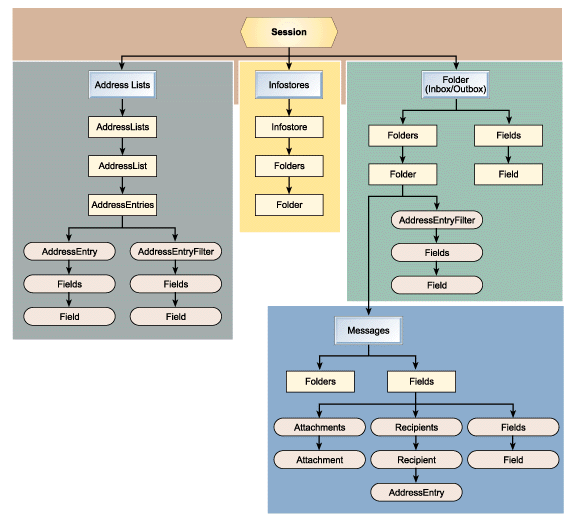 Session
Address Lists
AddressLists
AddressList
AddressEntries
AddressEntry
AddressEntryFilter
Fields
Fields
Field
Field
Infostores
Infostore
Folders
Folder
Folder
(Inbox/Outbox)
Folders
Fields
Folder
Field
AddressEntryFilter
Fields
Field
Messages
Folders
Fields
Attachments
Recipients
Fields
Attachment
Recipient
Field
AddressEntry